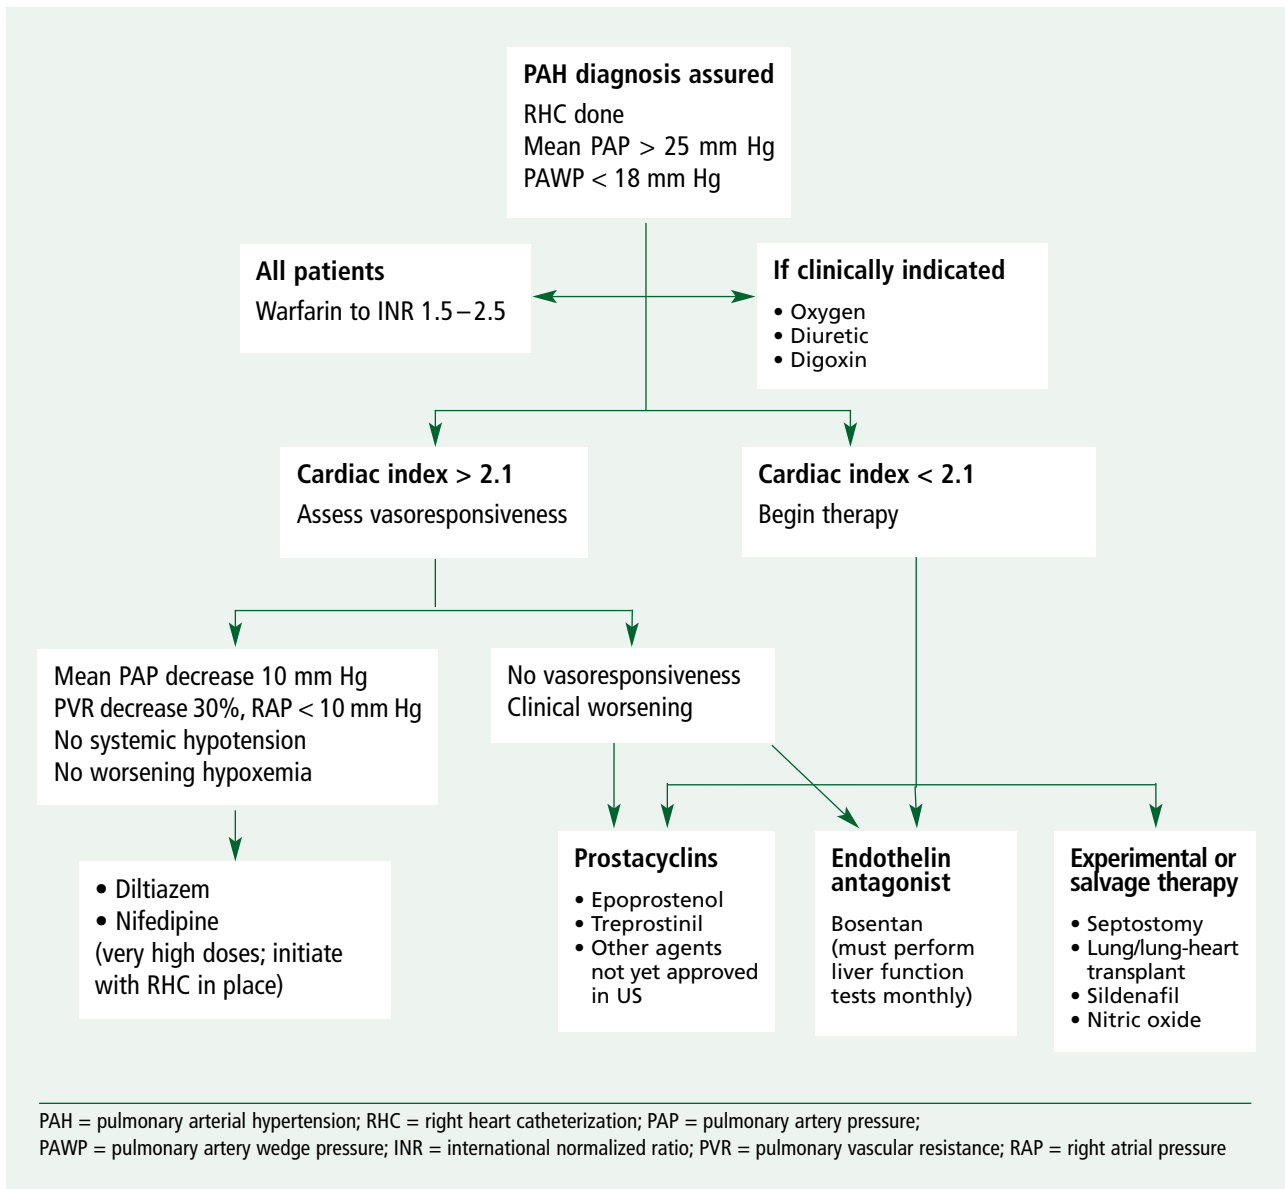 PAH diagnosis assured
RHC done
Mean PAP > 25 mm Hg
PAWP < 18 mm Hg
All patients
Warfarin to INR 1.5–2.5
If clinically indicated
• Oxygen
• Diuretic
• Digoxin
Cardiac index > 2.1
Assess vasoresponsiveness
Cardiac index < 2.1
Begin therapy
Mean PAP decrease 10 mm Hg
PVR decrease 30%, RAP < 10 mm Hg
No systemic hypotension
No worsening hypoxemia
No vasoresponsiveness
Clinical worsening
• Diltiazem
• Nifedipine
(very high doses; initiate
with RHC in place)
Prostacyclins
• Epoprostenol
• Treprostinil
• Other agents
not yet approved
in US
Endothelin
antagonist
Bosentan
(must perform
liver function
tests monthly)
Experimental or
salvage therapy
• Septostomy
• Lung/lung-heart
transplant
• Sildenafil
• Nitric oxide
PAH = pulmonary arterial hypertension; RHC = right heart catheterization; PAP = pulmonary artery pressure;
PAWP = pulmonary artery wedge pressure; INR = international normalized ratio; PVR = pulmonary vascular resistance; RAP = right atrial pressure